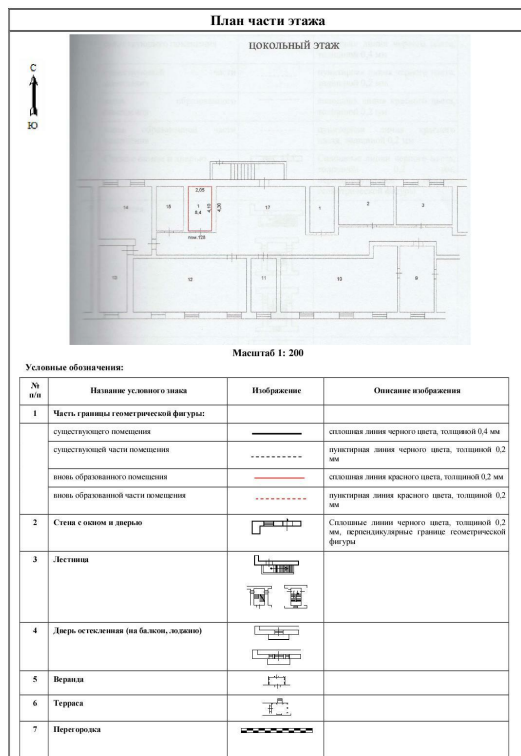 План части этажа
цокольный этаж
С
Ю
2,05
14
15
1
8,4
4,10
17
1
2
3
пом.128
12
11
10
Масштаб 1: 200
Условные обозначения:
№ п/п Название условного знака Изображение Описание изображения
1 Часть границы геометрической фигуры:
существующего помещения сплошная линия черного цвета, толщиной 0,4 мм
существующей части помещения пунктирная линия черного цвета, толщиной 0,2
мм
вновь образованного помещения сплошная линия красного цвета, толщиной 0,2 мм
вновь образованной части помещения пунктирная линия красного цвета, толщиной 0,2
мм
2 Стена с окном и дверью Сплошные линии черного цвета, толщиной 0,2
мм, перпендикулярные границе геометрической
фигуры
3 Лестница
4 Дверь остекленная (на балкон, лоджию)
5 Веранда
6 Терраса
7 Перегородка